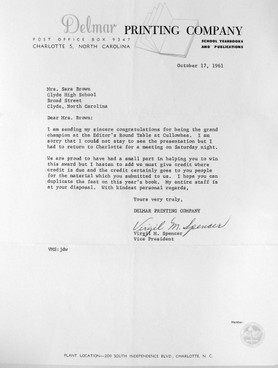 Delmar PRINTING COMPANY
POST OFFICE BOX 9347
CHARLOTTE 5, NORTH CAROLINA
SCHOOL YEARBOOKS
AND PUBLICATIONS
October 17, 1961
Mrs. Sara Brown
Clyde High School
Broad Street
Clyde, North Carolina
Dear Mrs. Brown:
I am sending my sincere congratulations for being the grand
champion at the Editor's Round Table at Cullowhee. I am
sorry that I could not stay to see the presentation but I
had to return to Charlotte for a meeting on Saturday night.
We are proud to have had a small part in helping you to win
this award but I hasten to add we must give credit where
credit is due and the credit certainly goes to you people
for the material which you submitted to us. I hope you can
duplicate the feat on this year's book. My entire staff is
at your disposal. With kindest personal regards,
Yours very truly,
DELMAR PRINTING COMPANY
Virgil M. Spencer
Virgil M. Spencer
Vice President
VMS:jdw
Member:
PLANT LOCATION—500 SOUTH INDEPENDENCE BLVD., CHARLOTTE, N. C.